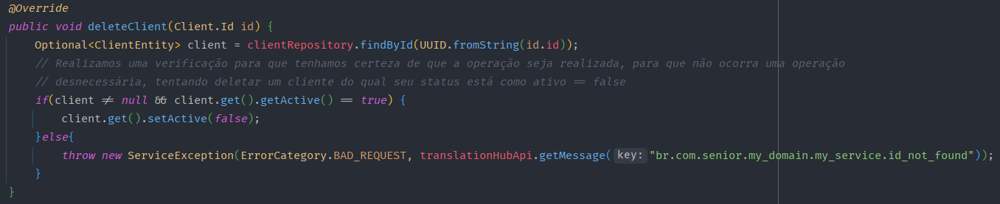 @Override
public void deleteClient(Client.Id id) {
Optional<ClientEntity> client = clientRepository.findById(UUID.fromString(id.id));
// Realizamos uma verificação para que tenhamos certeza de que a operação seja realizada, para que não ocorra uma operação
// desnecessária, tentando deletar um cliente do qual seu status está como ativo == false
if(client != null && client.get().getActive() == true) {
client.get().setActive(false);
}else{
throw new ServiceException(ErrorCategory.BAD_REQUEST, translationHubApi.getMessage( key: "br.com.senior.my_domain.my_service.id_not_found"));
}
}